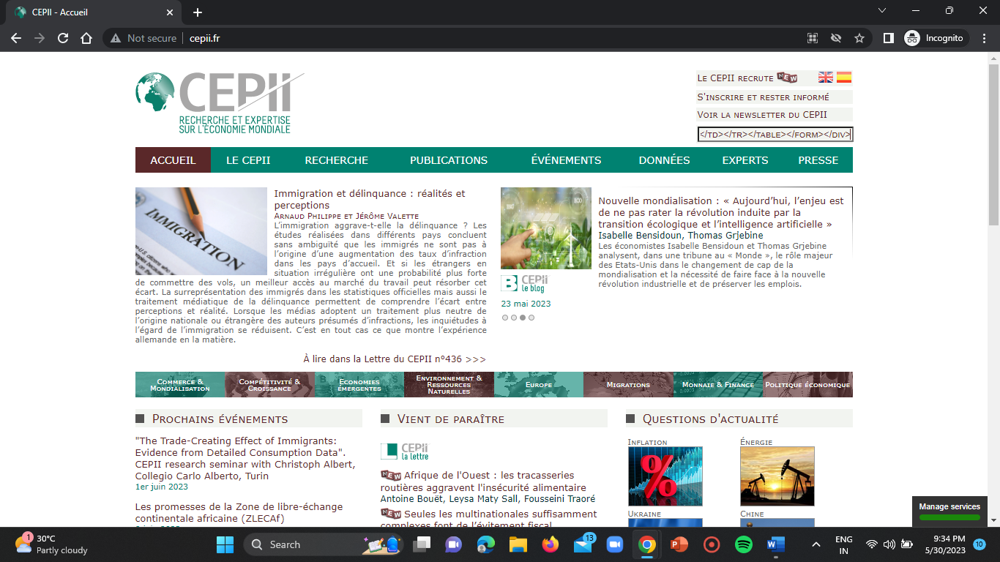 CEPII - Accueil
Not secure
cepii.fr
Incognito
CEPII
RECHERCHE ET EXPERTISE
SUR L'ÉCONOMIE MONDIALE
LE CEPII RECRUTE NEW
S'INSCRIRE ET RESTER INFORMÉ
VOIR LA NEWSLETTER DU CEPII
</TD></TR></TABLE></FORM></DIV>
ACCUEIL LE CEPII RECHERCHE PUBLICATIONS ÉVÉNEMENTS DONNÉES EXPERTS PRESSE
IMMIGRATION
Immigration et délinquance : réalités et
perceptions
ARNAUD PHILIPPE ET JÉRÔME VALETTE
L'immigration aggrave-t-elle la délinquance ? Les
études réalisées dans différents pays concluent
sans ambiguïté que les immigrés ne sont pas à
l'origine d'une augmentation des taux d'infraction
dans les pays d'accueil. Et si les étrangers en
situation irrégulière ont une probabilité plus forte
de commettre des vols, un meilleur accès au marché du travail peut résorber cet
écart. La surreprésentation des immigrés dans les statistiques officielles mais aussi le
traitement médiatique de la délinquance permettent de comprendre l'écart entre
perceptions et réalité. Lorsque les médias adoptent un traitement plus neutre de
l'origine nationale ou étrangère des auteurs présumés d'infractions, les inquiétudes à
l'égard de l'immigration se réduisent. C'est en tout cas ce que montre l'expérience
allemande en la matière.
À lire dans la Lettre du CEPII n°436 >>>
B CEPII
le blog
23 mai 2023
Nouvelle mondialisation : « Aujourd'hui, l'enjeu est
de ne pas rater la révolution induite par la
transition écologique et l'intelligence artificielle »
Isabelle Bensidoun, Thomas Grjebine
Les économistes Isabelle Bensidoun et Thomas Grjebine
analysent, dans une tribune au « Monde », le rôle majeur
des Etats-Unis dans le changement de cap de la
mondialisation et la nécessité de faire face à la nouvelle
révolution industrielle et de préserver les emplois.
COMMERCE &
MONDIALISATION
COMPÉTITIVITÉ &
CROISSANCE
ECONOMIES
ÉMERGENTES
ENVIRONNEMENT &
RESSOURCES
NATURELLES
EUROPE
MIGRATIONS
MONNAIE & FINANCE
POLITIQUE ÉCONOMIQUE
PROCHAINS ÉVÉNEMENTS
"The Trade-Creating Effect of Immigrants:
Evidence from Detailed Consumption Data".
CEPII research seminar with Christoph Albert,
Collegio Carlo Alberto, Turin
1er juin 2023
Les promesses de la Zone de libre-échange
continentale africaine (ZLECAf)
VIENT DE PARAÎTRE
CEPII
la lettre
NEW Afrique de l'Ouest : les tracasseries
routières aggravent l'insécurité alimentaire
Antoine Bouët, Leysa Maty Sall, Fousseini Traoré
NEW Seules les multinationales suffisamment
complexes font de l'évitement fiscal
QUESTIONS D'ACTUALITÉ
INFLATION
%
ÉNERGIE
UKRAINE
CHINE
Manage services
1
30°C
Partly cloudy
Search
13
ENG
IN
9:34 PM
5/30/2023
10